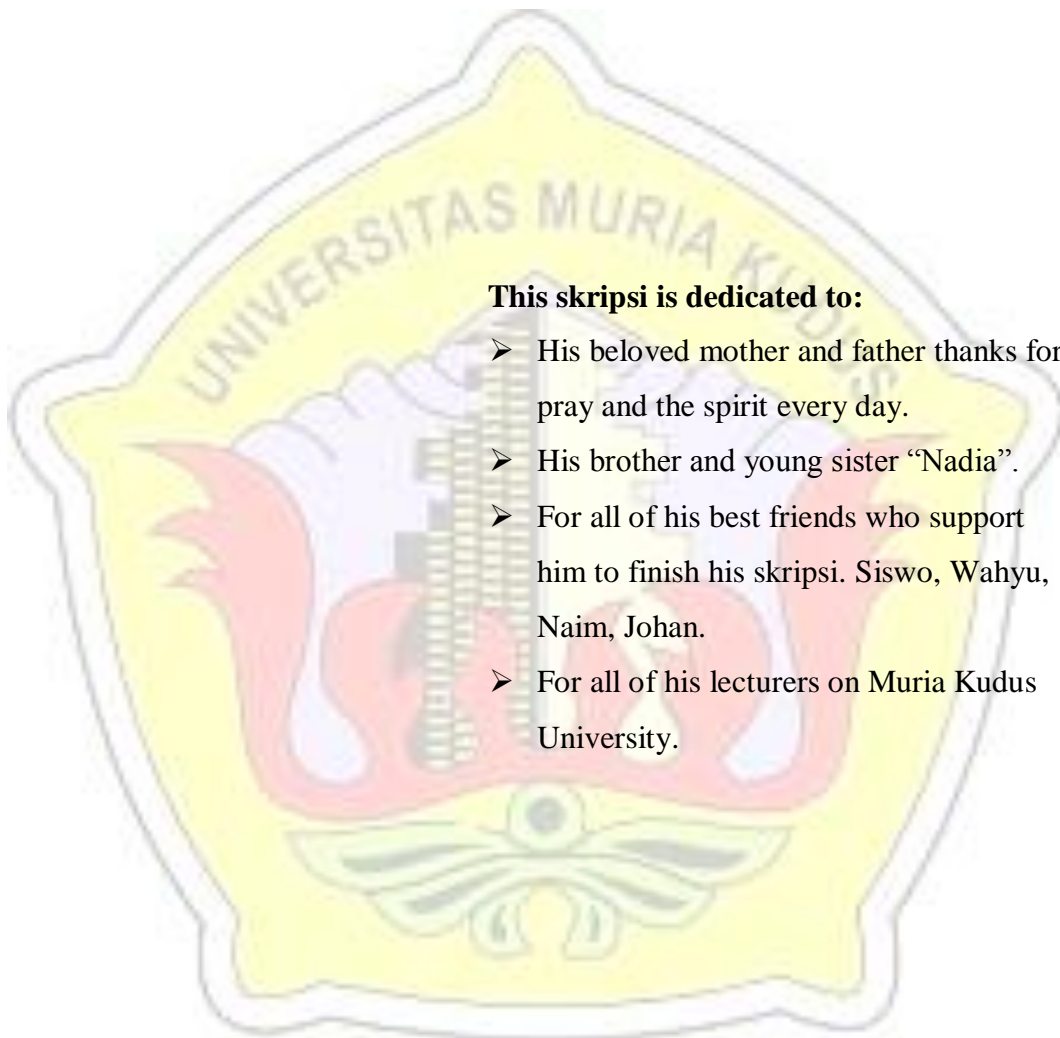 UNIVERSITAS MURIA KUDUS
This skripsi is dedicated to:
➢ His beloved mother and father thanks for
pray and the spirit every day.
➢ His brother and young sister “Nadia”.
➢ For all of his best friends who support
him to finish his skripsi. Siswo, Wahyu,
Naim, Johan.
➢ For all of his lecturers on Muria Kudus
University.